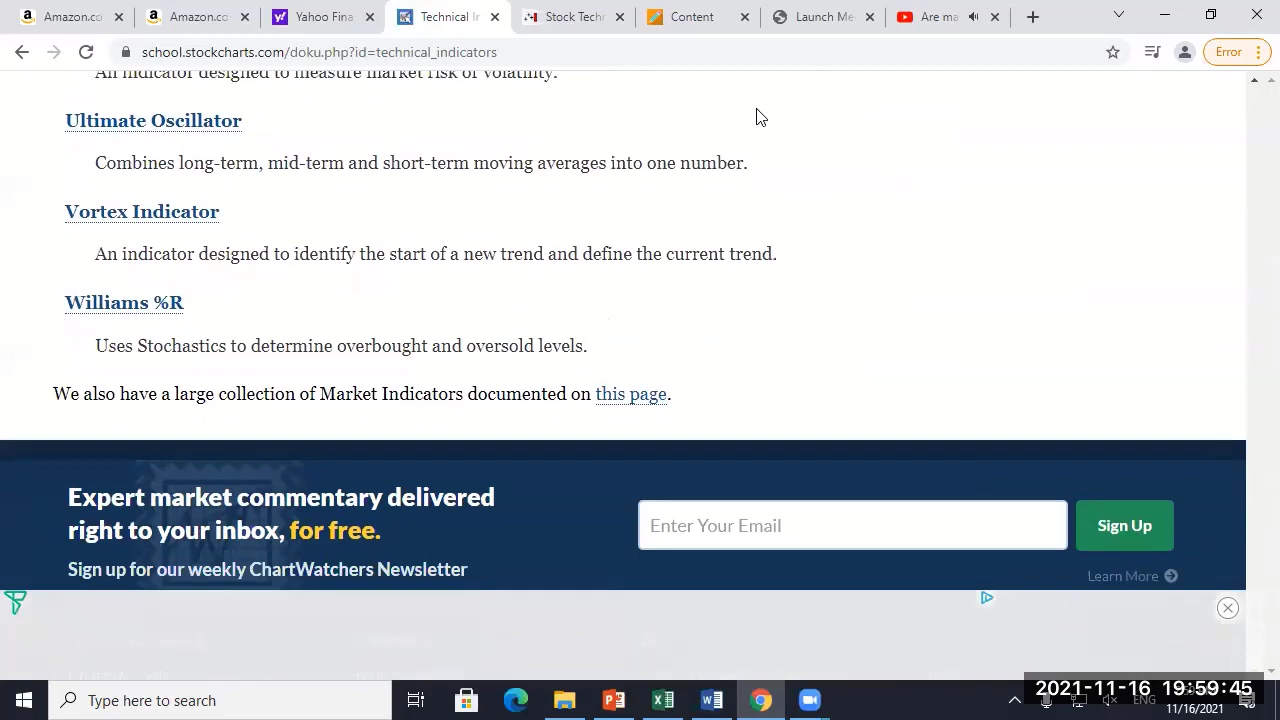 Amazon.co
Amazon.co
Yahoo Fina
Technical In
Stock Tech
Content
Launch Me
Are ma
school.stockcharts.com/doku.php?id=technical_indicators
Error
An indicator designed to measure market risk or volatility.
Ultimate Oscillator
Combines long-term, mid-term and short-term moving averages into one number.
Vortex Indicator
An indicator designed to identify the start of a new trend and define the current trend.
Williams %R
Uses Stochastics to determine overbought and oversold levels.
We also have a large collection of Market Indicators documented on this page.
Expert market commentary delivered
right to your inbox, for free.
Sign up for our weekly ChartWatchers Newsletter
Enter Your Email
Sign Up
Learn More
Type here to search
2021-11-16 19:59:45
ENG
11/16/2021